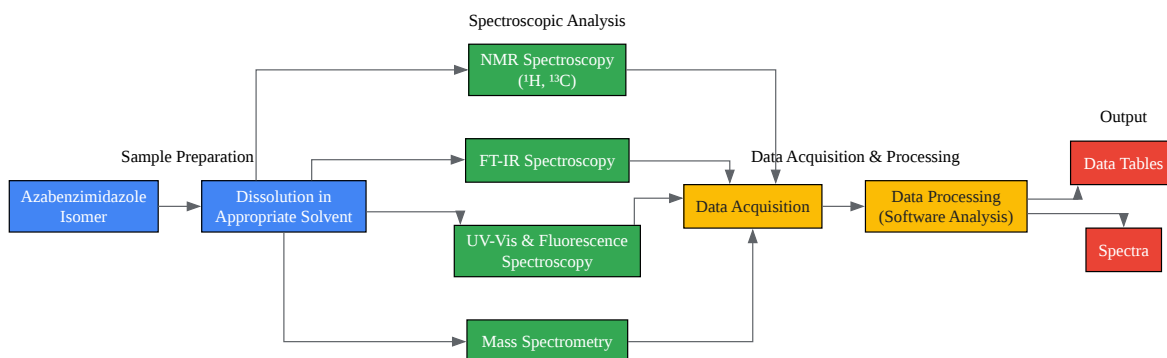 Spectroscopic Analysis
NMR Spectroscopy
(¹H, ¹³C)
Output
Sample Preparation
FT-IR Spectroscopy
Data Acquisition & Processing
Data Tables
Azabenzimidazole
Isomer
Dissolution in
Appropriate Solvent
Data Acquisition
Data Processing
(Software Analysis)
UV-Vis & Fluorescence
Spectroscopy
Spectra
Mass Spectrometry